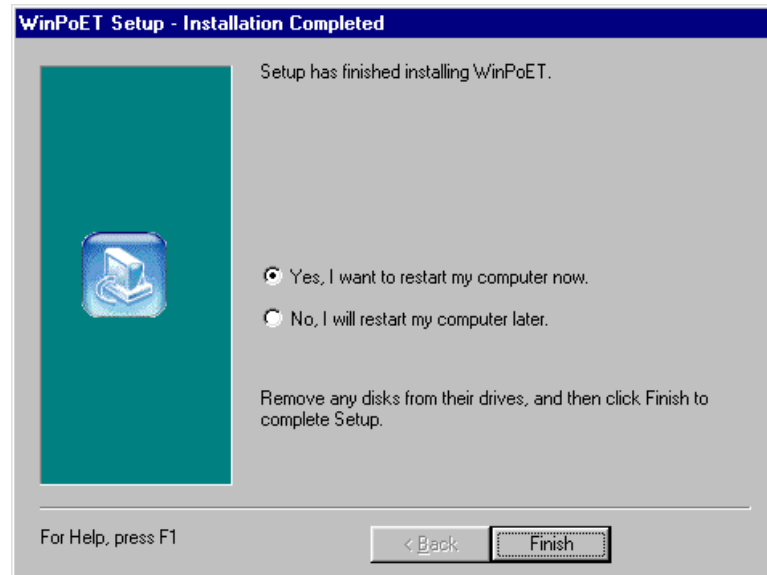 WinPoET Setup - Installation Completed
Setup has finished installing WinPoET.
Yes, I want to restart my computer now.
No, I will restart my computer later.
Remove any disks from their drives, and then click Finish to
complete Setup.
For Help, press F1
< Back
Finish